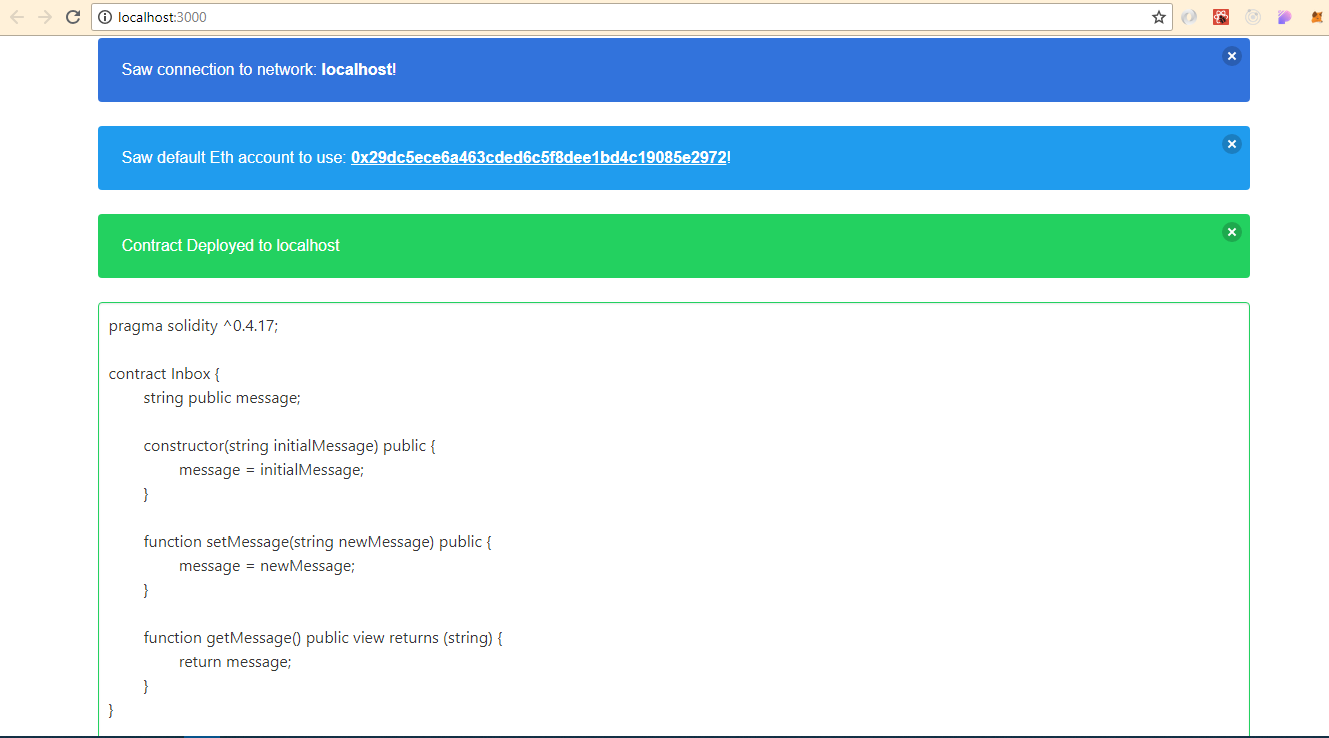 localhost:3000
Saw connection to network: localhost!
Saw default Eth account to use: 0x29dc5ece6a463cded6c5f8dee1bd4c19085e2972!
Contract Deployed to localhost
pragma solidity ^0.4.17;
contract Inbox {
string public message;
constructor(string initialMessage) public {
message = initialMessage;
}
function setMessage(string newMessage) public {
message = newMessage;
}
function getMessage() public view returns (string) {
return message;
}
}